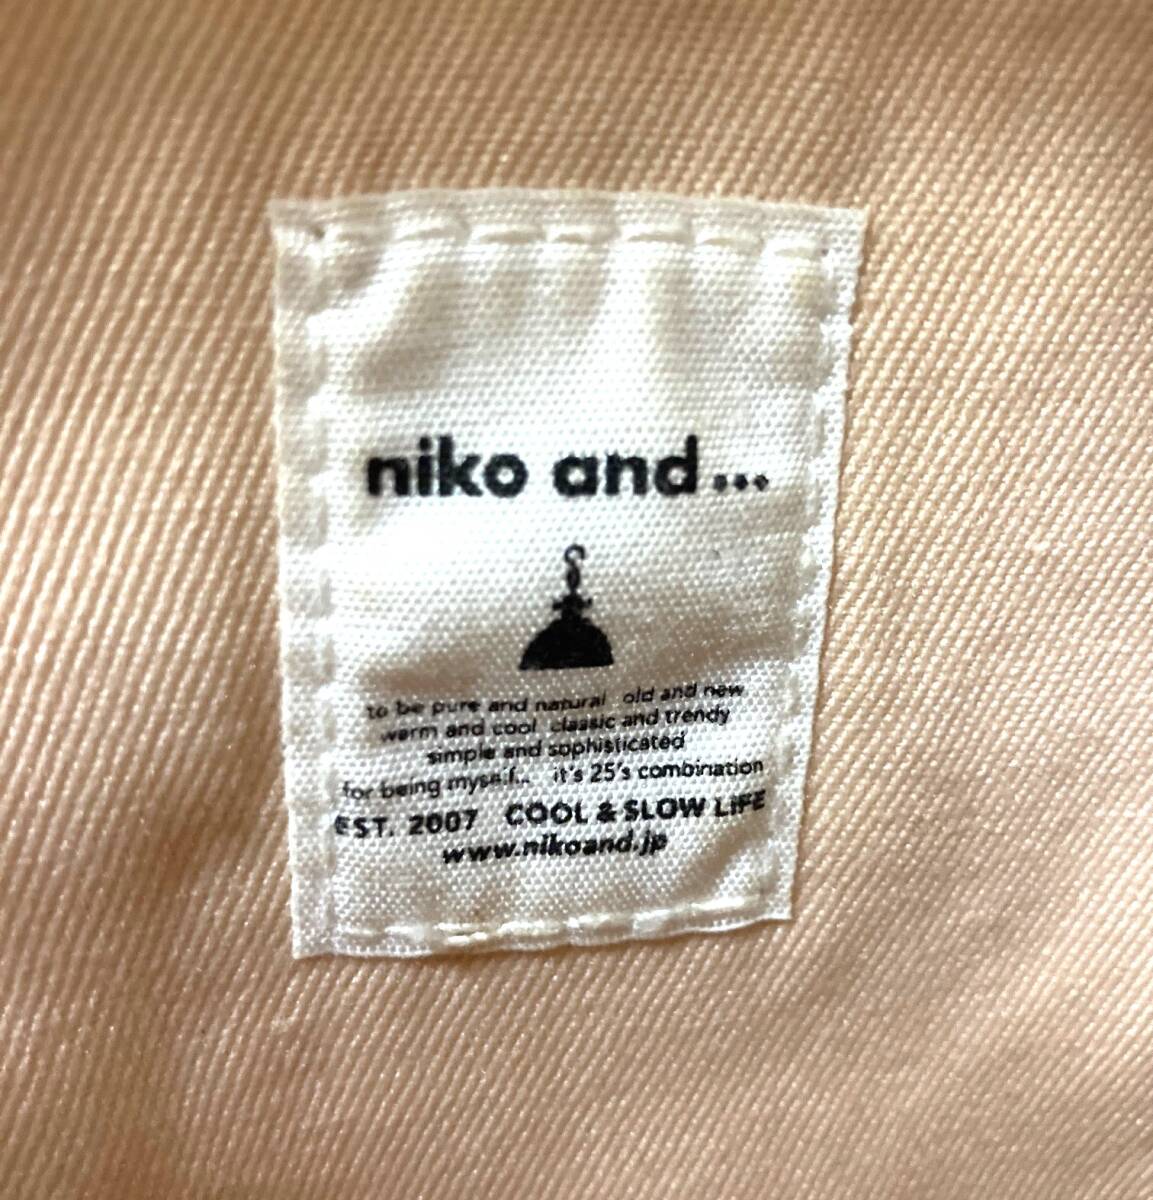 niko and...
to be pure and natural old and new
warm and cool classic and trendy
simple and sophisticated
for being myself... it's 25's combination
EST. 2007 COOL & SLOW LIFE
www.nikoand.jp